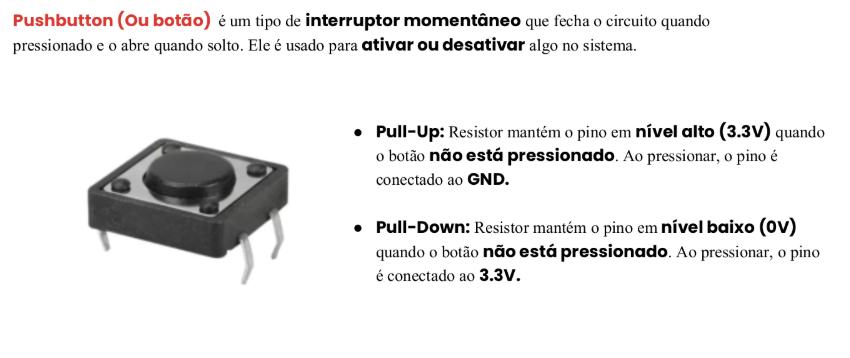 Pushbutton (Ou botão) é um tipo de interruptor momentâneo que fecha o circuito quando
pressionado e o abre quando solto. Ele é usado para ativar ou desativar algo no sistema.
● Pull-Up: Resistor mantém o pino em nível alto (3.3V) quando
o botão não está pressionado. Ao pressionar, o pino é
conectado ao GND.
● Pull-Down: Resistor mantém o pino em nível baixo (0V)
quando o botão não está pressionado. Ao pressionar, o pino
é conectado ao 3.3V.